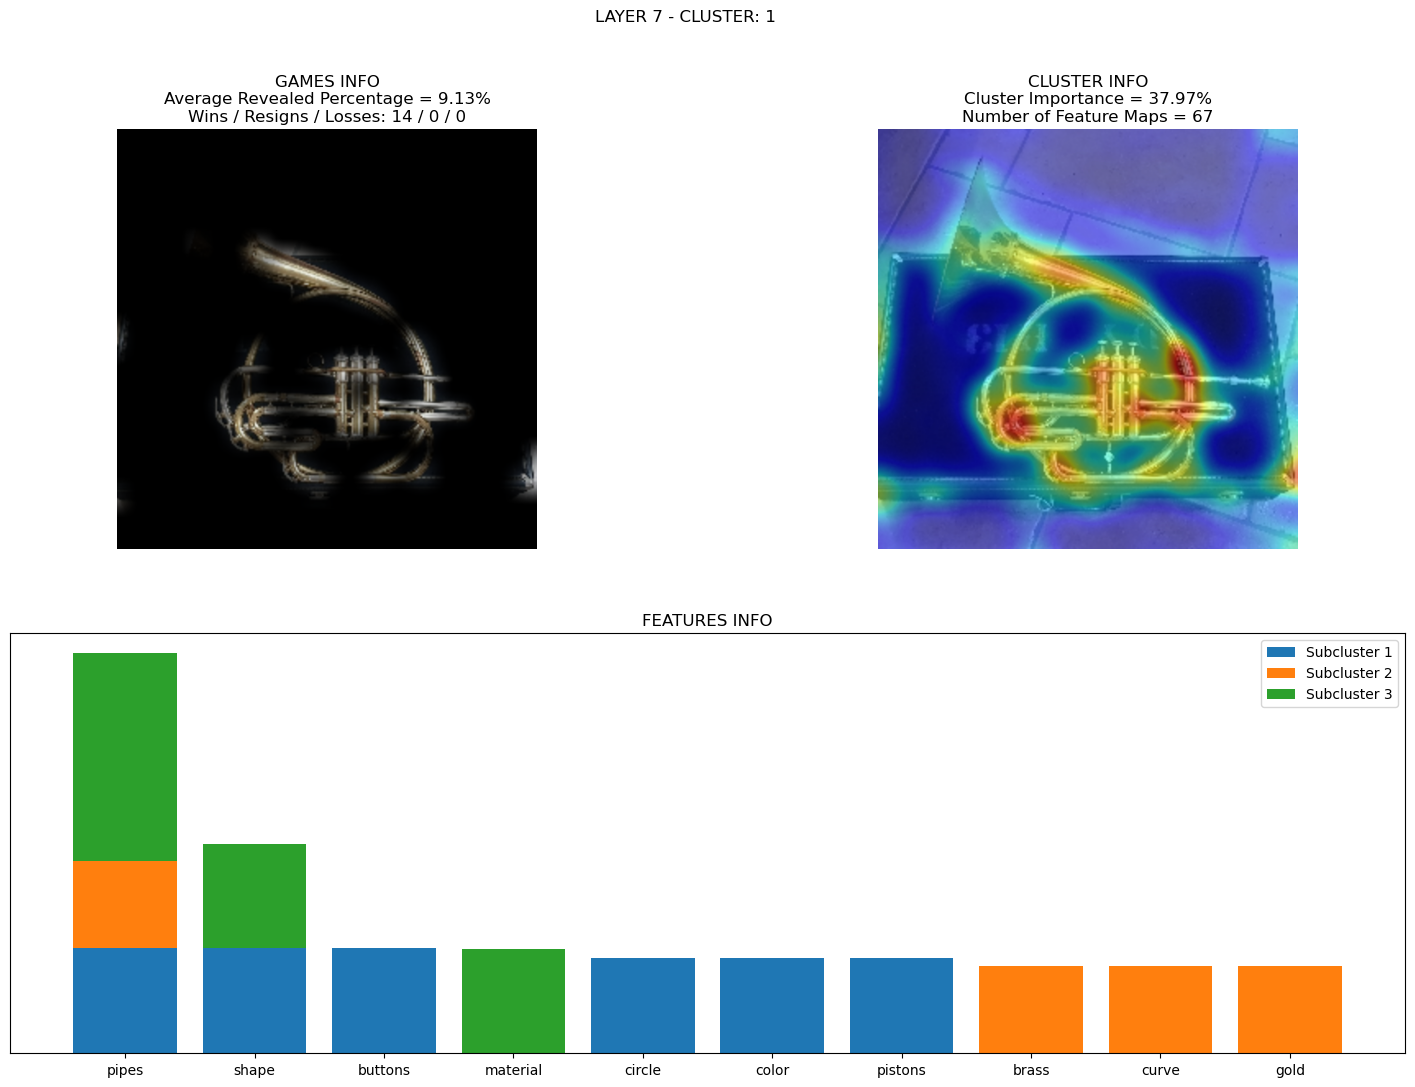 LAYER 7 - CLUSTER: 1
GAMES INFO
Average Revealed Percentage = 9.13%
Wins / Resigns / Losses: 14 / 0 / 0
CLUSTER INFO
Cluster Importance = 37.97%
Number of Feature Maps = 67
FEATURES INFO
Subcluster 1
Subcluster 2
Subcluster 3
pipes shape buttons material circle color pistons brass curve gold